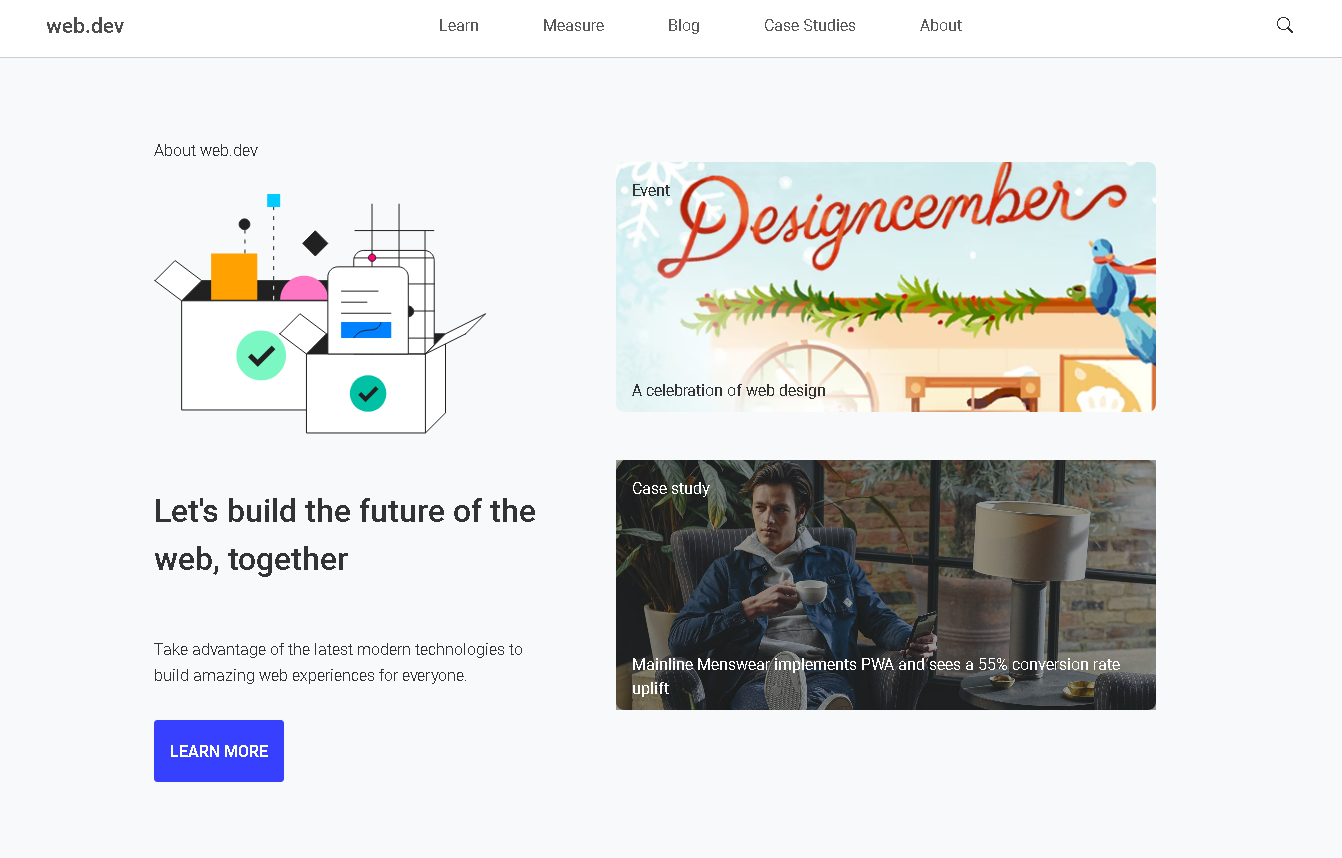 web.dev
Learn
Measure
Blog
Case Studies
About
About web.dev
Let's build the future of the
web, together
Take advantage of the latest modern technologies to
build amazing web experiences for everyone.
LEARN MORE
Event
Designcember
A celebration of web design
Case study
Mainline Menswear implements PWA and sees a 55% conversion rate
uplift